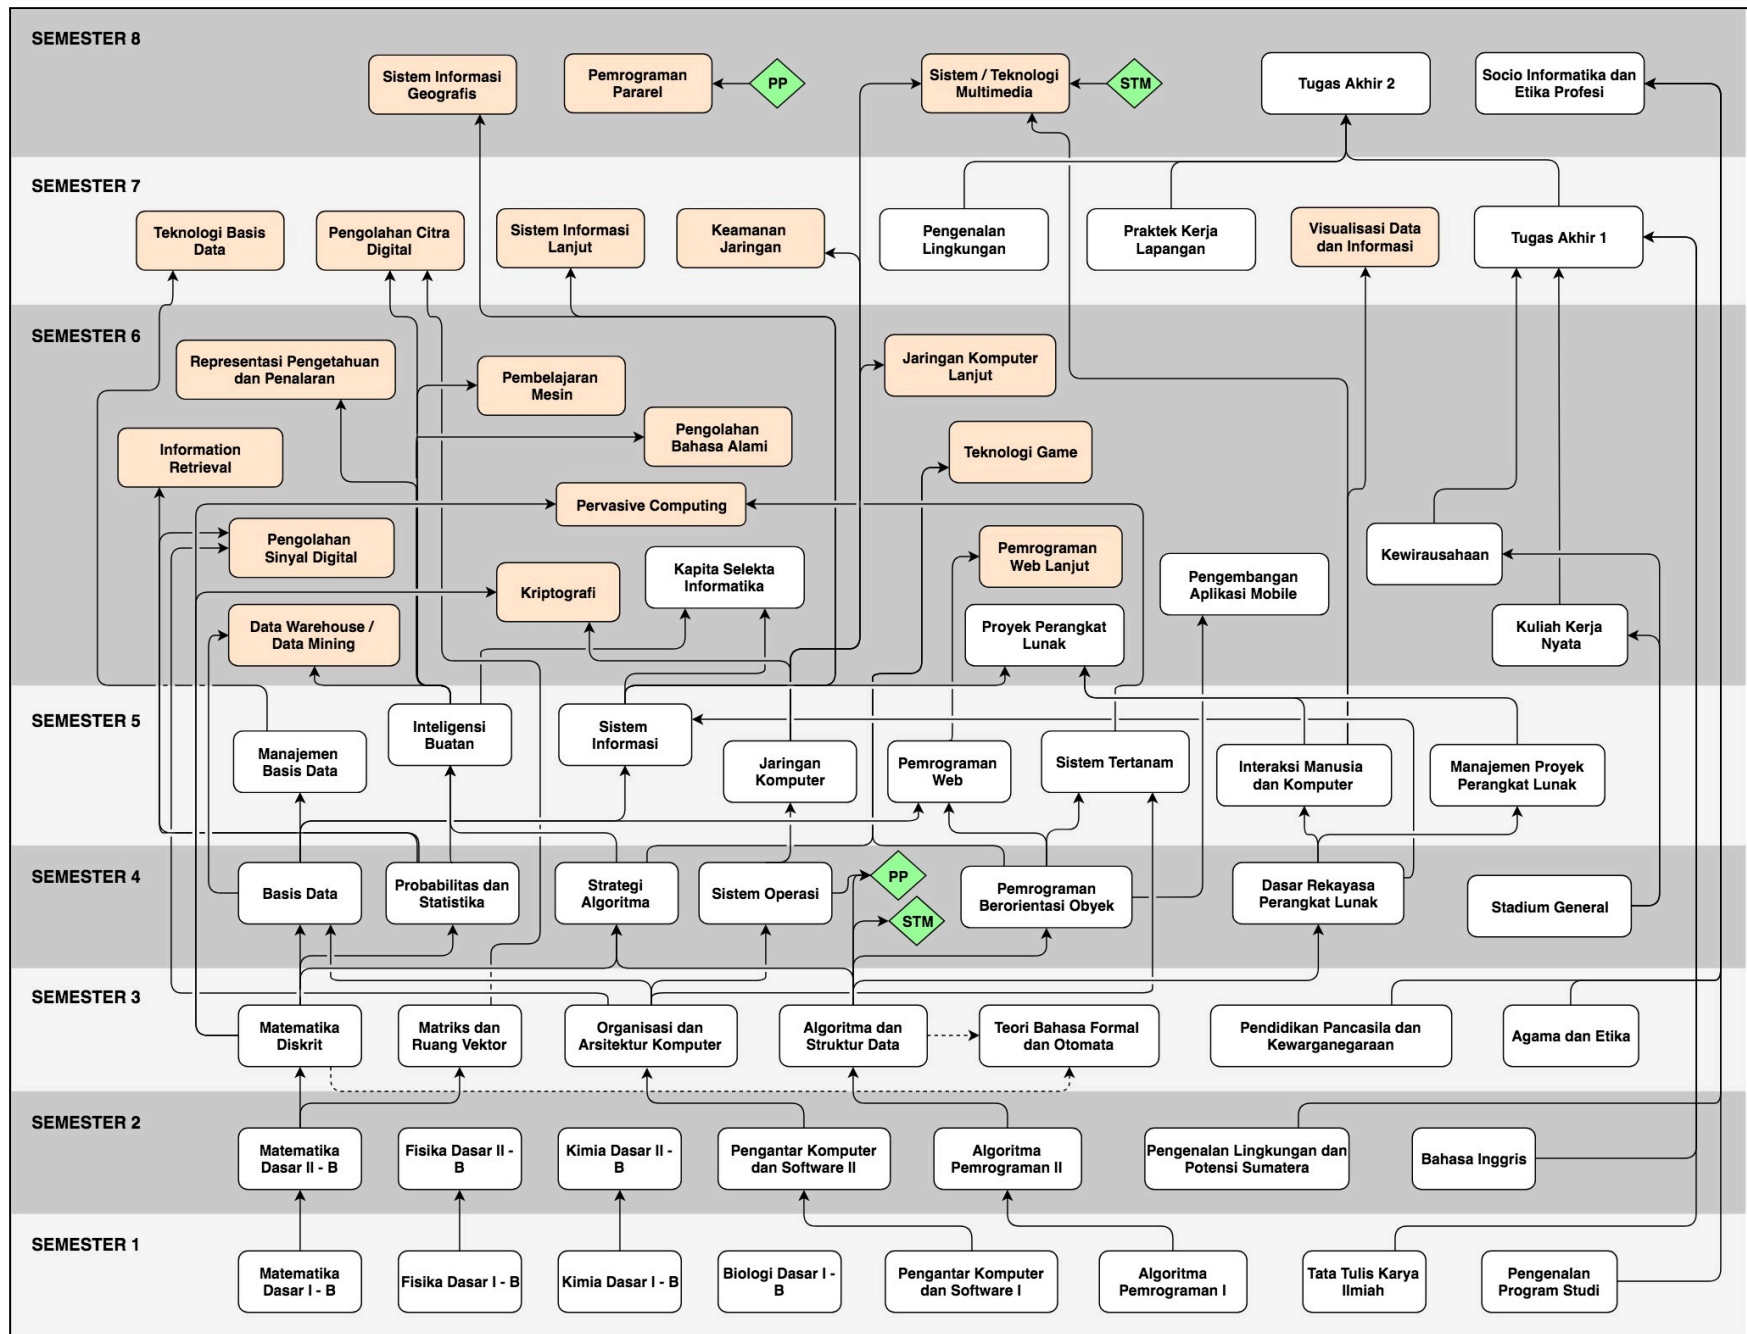 SEMESTER 8
Sistem Informasi
Geografis
Pemrograman
Pararel
PP
Sistem / Teknologi
Multimedia
STM
Tugas Akhir 2
Socio Informatika dan
Etika Profesi
SEMESTER 7
Teknologi Basis
Data
Pengolahan Citra
Digital
Sistem Informasi
Lanjut
Keamanan
Jaringan
Pengenalan
Lingkungan
Praktek Kerja
Lapangan
Visualisasi Data
dan Informasi
Tugas Akhir 1
SEMESTER 6
Representasi Pengetahuan
dan Penalaran
Pembelajaran
Mesin
Jaringan Komputer
Lanjut
Pengolahan
Bahasa Alami
Information
Retrieval
Teknologi Game
Pervasive Computing
Pengolahan
Sinyal Digital
Kapita Selekta
Informatika
Pemrograman
Web Lanjut
Kewirausahaan
Pengembangan
Aplikasi Mobile
Kriptografi
Data Warehouse /
Data Mining
Proyek Perangkat
Lunak
Kuliah Kerja
Nyata
SEMESTER 5
Manajemen
Basis Data
Inteligensi
Buatan
Sistem
Informasi
Jaringan
Komputer
Pemrograman
Web
Sistem Tertanam
Interaksi Manusia
dan Komputer
Manajemen Proyek
Perangkat Lunak
SEMESTER 4
Basis Data
Probabilitas dan
Statistika
Strategi
Algoritma
Sistem Operasi
PP
STM
Pemrograman
Berorientasi Obyek
Dasar Rekayasa
Perangkat Lunak
Stadium General
SEMESTER 3
Matematika
Diskrit
Matriks dan
Ruang Vektor
Organisasi dan
Arsitektur Komputer
Algoritma dan
Struktur Data
Teori Bahasa Formal
dan Otomata
Pendidikan Pancasila dan
Kewarganegaraan
Agama dan Etika
SEMESTER 2
Matematika
Dasar II - B
Fisika Dasar II -
B
Kimia Dasar II -
B
Pengantar Komputer
dan Software II
Algoritma
Pemrograman II
Pengenalan Lingkungan dan
Potensi Sumatera
Bahasa Inggris
SEMESTER 1
Matematika
Dasar I - B
Fisika Dasar I - B
Kimia Dasar I - B
Biologi Dasar I -
B
Pengantar Komputer
dan Software I
Algoritma
Pemrograman I
Tata Tulis Karya
Ilmiah
Pengenalan
Program Studi